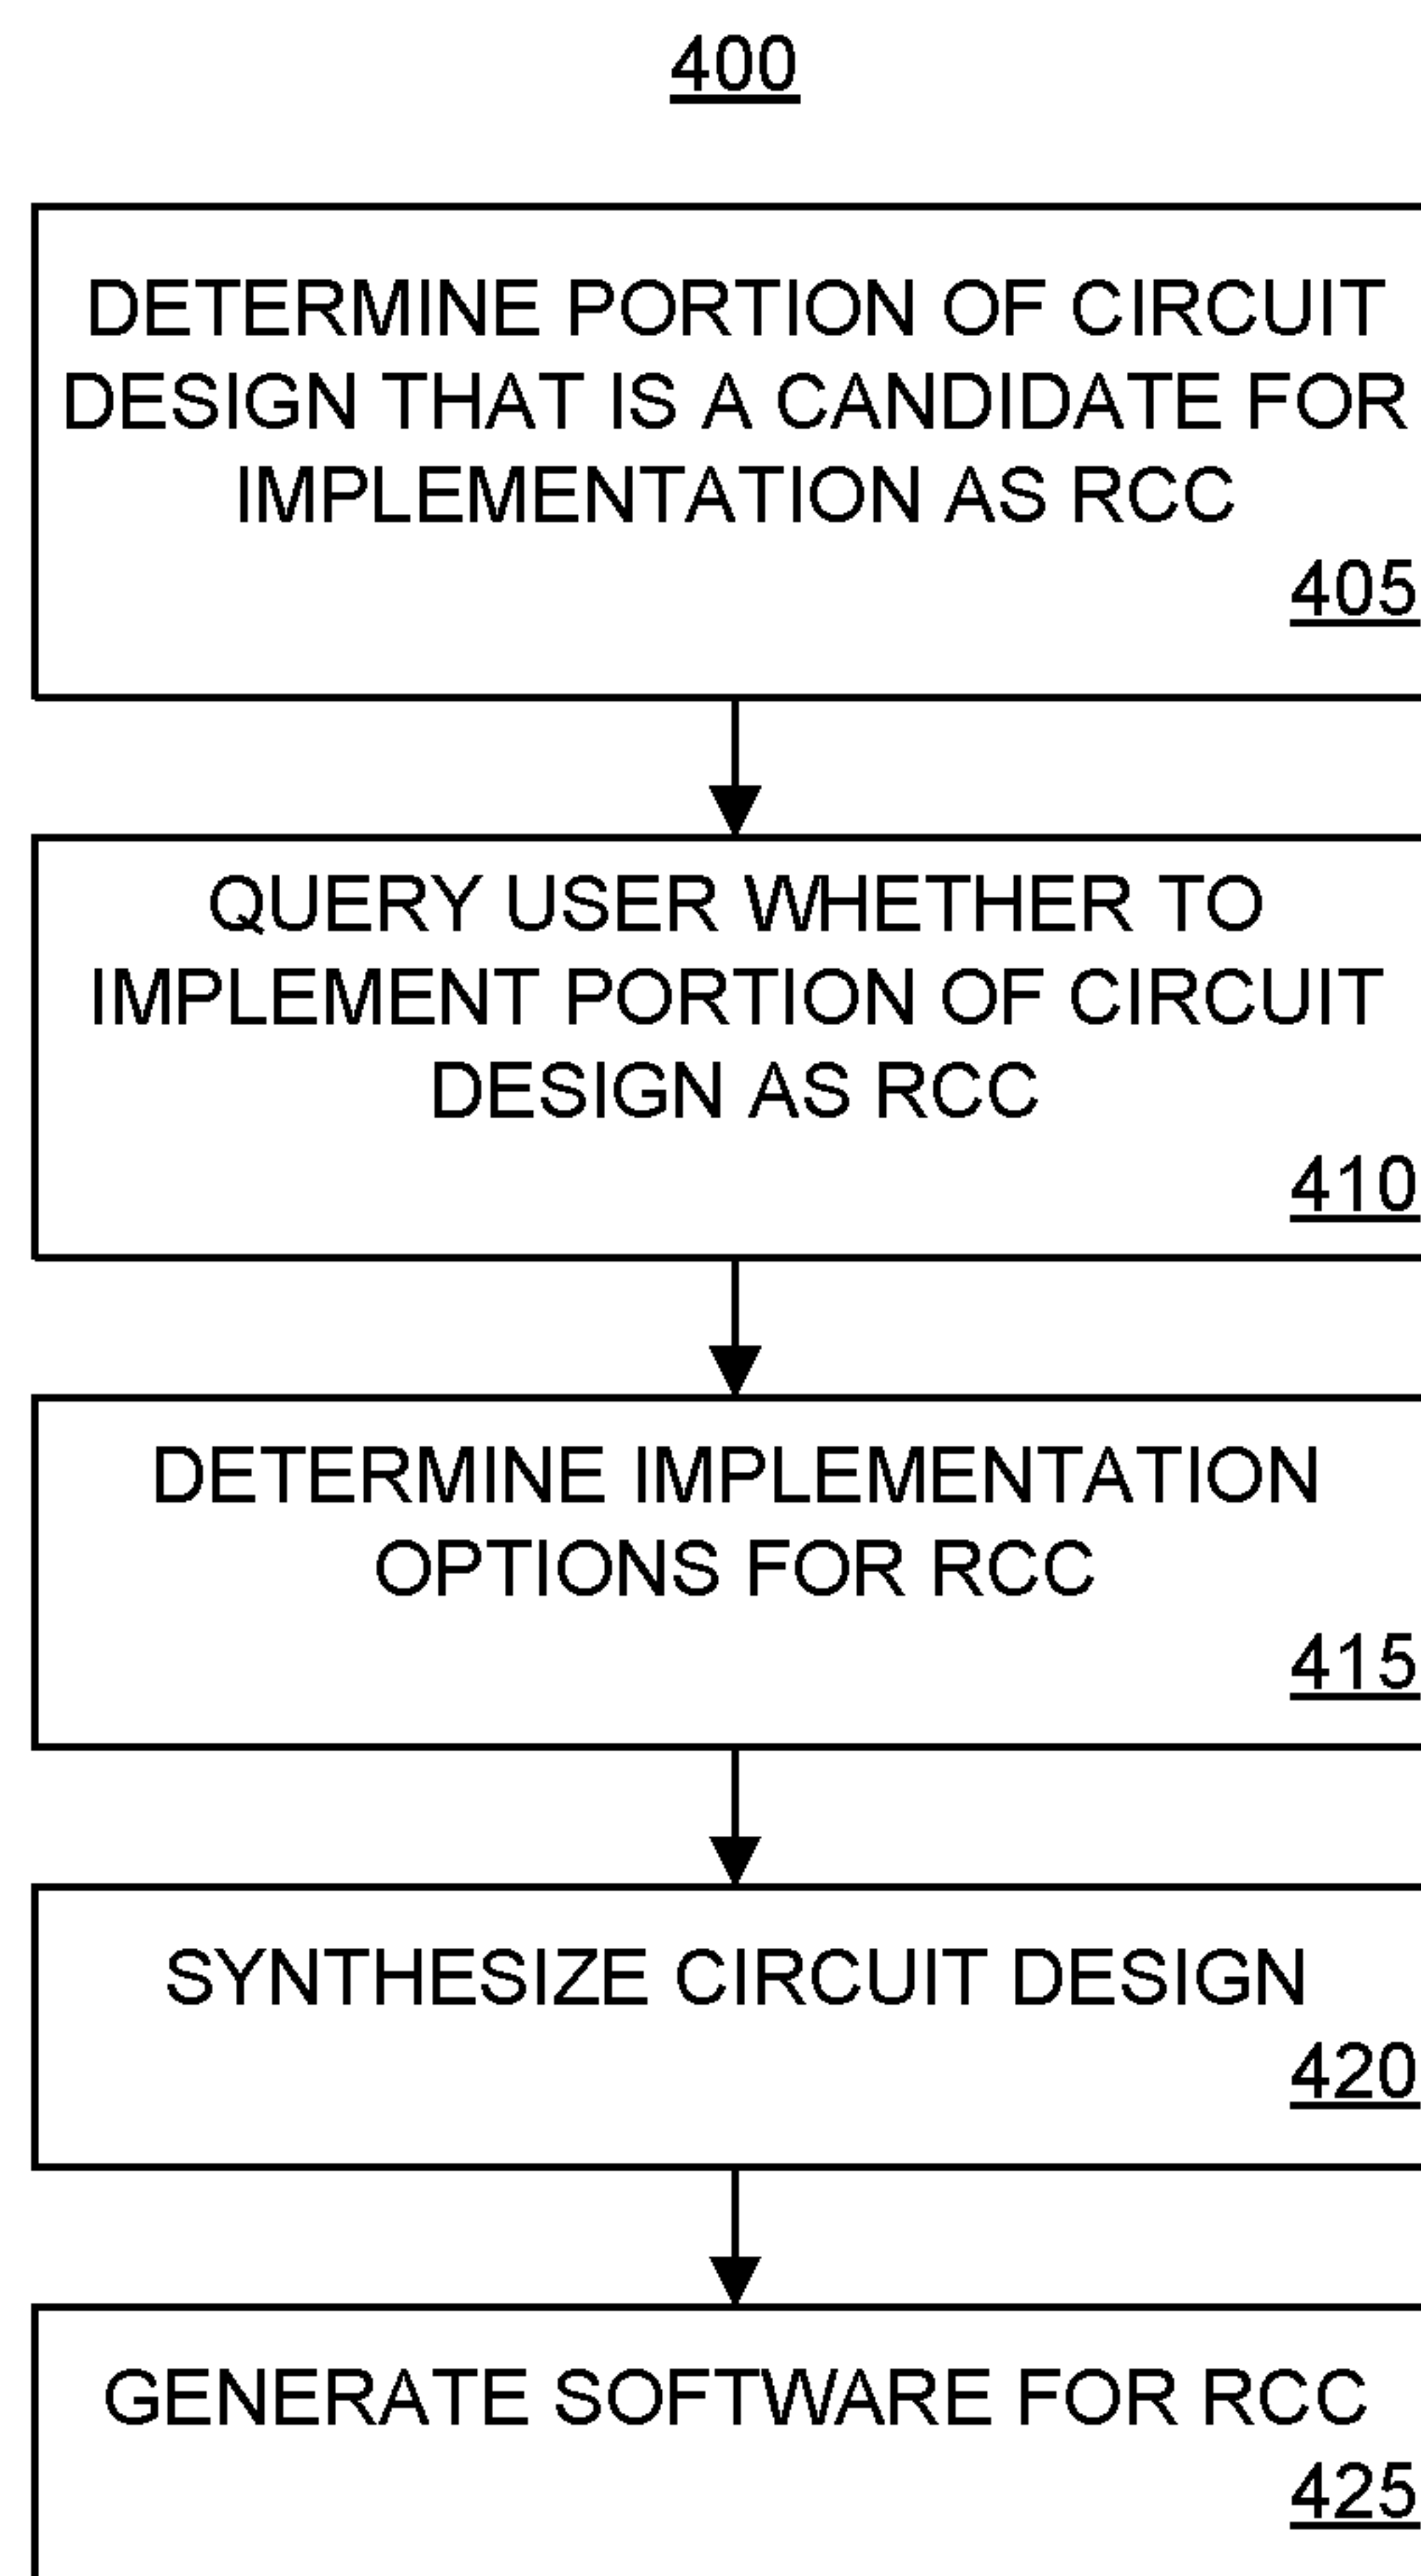 400
DETERMINE PORTION OF CIRCUIT
DESIGN THAT IS A CANDIDATE FOR
IMPLEMENTATION AS RCC
405
QUERY USER WHETHER TO
IMPLEMENT PORTION OF CIRCUIT
DESIGN AS RCC
410
DETERMINE IMPLEMENTATION
OPTIONS FOR RCC
415
SYNTHESIZE CIRCUIT DESIGN
420
GENERATE SOFTWARE FOR RCC
425